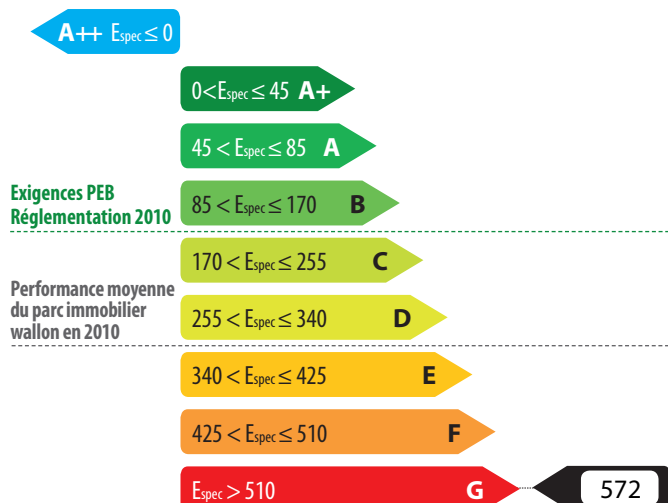 A++ Espec ≤ 0
0<Espec ≤ 45 A+
45 < Espec ≤ 85 A
Exigences PEB
Réglementation 2010
85 < Espec ≤ 170 B
170 < Espec ≤ 255 C
Performance moyenne
du parc immobilier
wallon en 2010
255 < Espec ≤ 340 D
340 < Espec ≤ 425 E
425 < Espec ≤ 510 F
Espec > 510 G
572